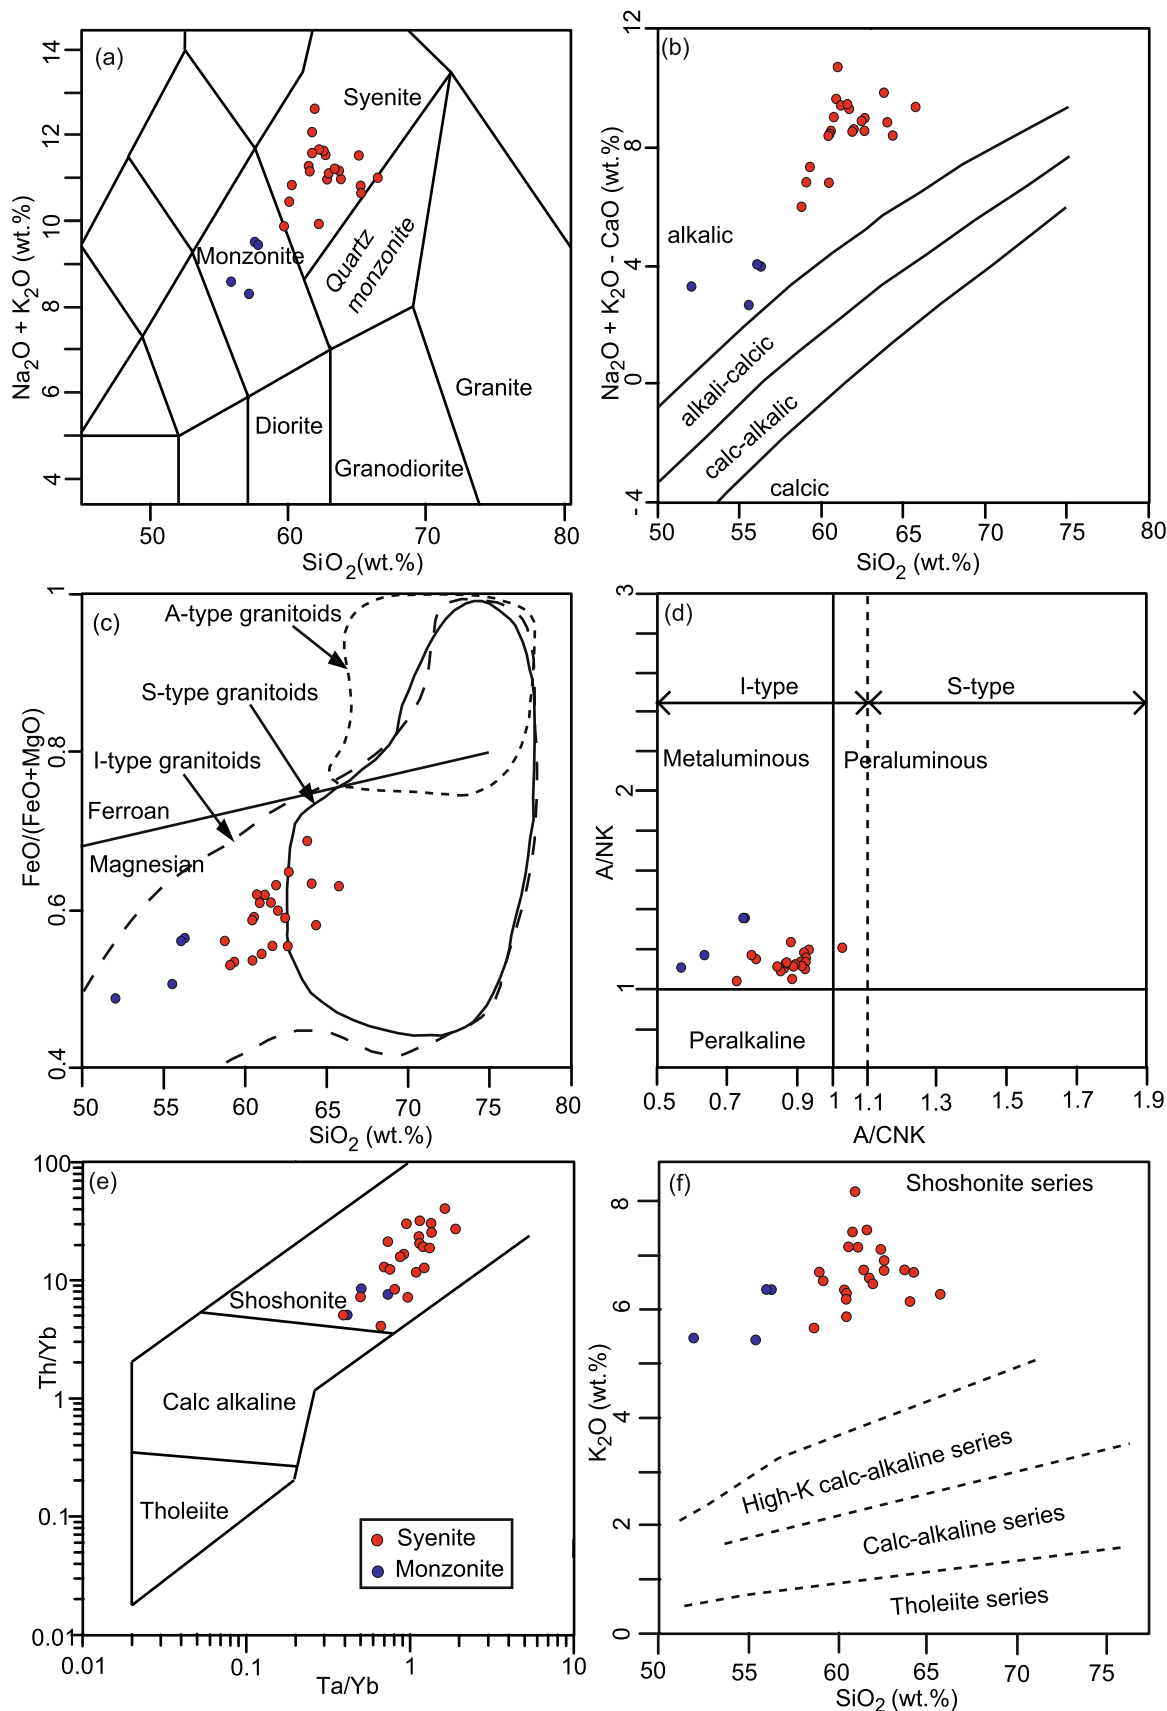 (a)
Syenite
Monzonite
Quartz
monzonite
Granite
Diorite
Granodiorite
14
12
10
8
6
4
Na2O + K2O (wt.%)
50
60
70
80
SiO2(wt.%)
(b)
alkalic
alkali-calcic
calc-alkalic
calcic
12
8
4
0
-4
Na2O + K2O - CaO (wt.%)
50
55
60
65
70
75
80
SiO2 (wt.%)
(c)
A-type granitoids
S-type granitoids
I-type granitoids
Ferroan
Magnesian
1
0.8
0.6
0.4
FeO/(FeO+MgO)
50
55
60
65
70
75
80
SiO2 (wt.%)
(d)
I-type
S-type
Metaluminous
Peraluminous
Peralkaline
3
2
1
A/NK
0.5
0.7
0.9
1
1.1
1.3
1.5
1.7
1.9
A/CNK
(e)
Shoshonite
Calc alkaline
Tholeiite
Syenite
Monzonite
100
10
1
0.1
0.01
Th/Yb
0.01
0.1
1
10
Ta/Yb
(f)
Shoshonite series
High-K calc-alkaline series
Calc-alkaline series
Tholeiite series
8
6
4
2
0
K2O (wt.%)
50
55
60
65
70
75
SiO2 (wt.%)